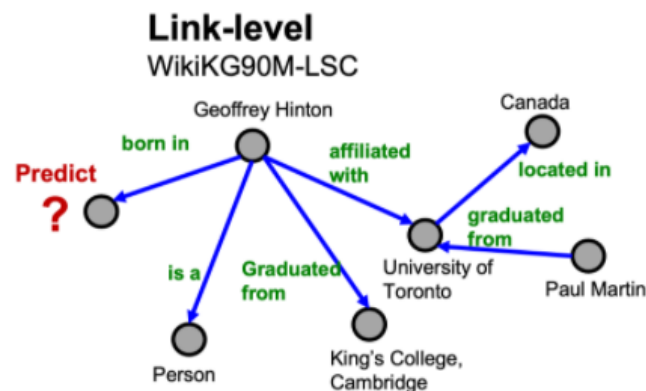 Link-level
WikiKG90M-LSC
Geoffrey Hinton
Canada
born in
affiliated
with
located in
Predict
?
graduated
from
is a
Graduated
from
University of
Toronto
Paul Martin
Person
King's College,
Cambridge